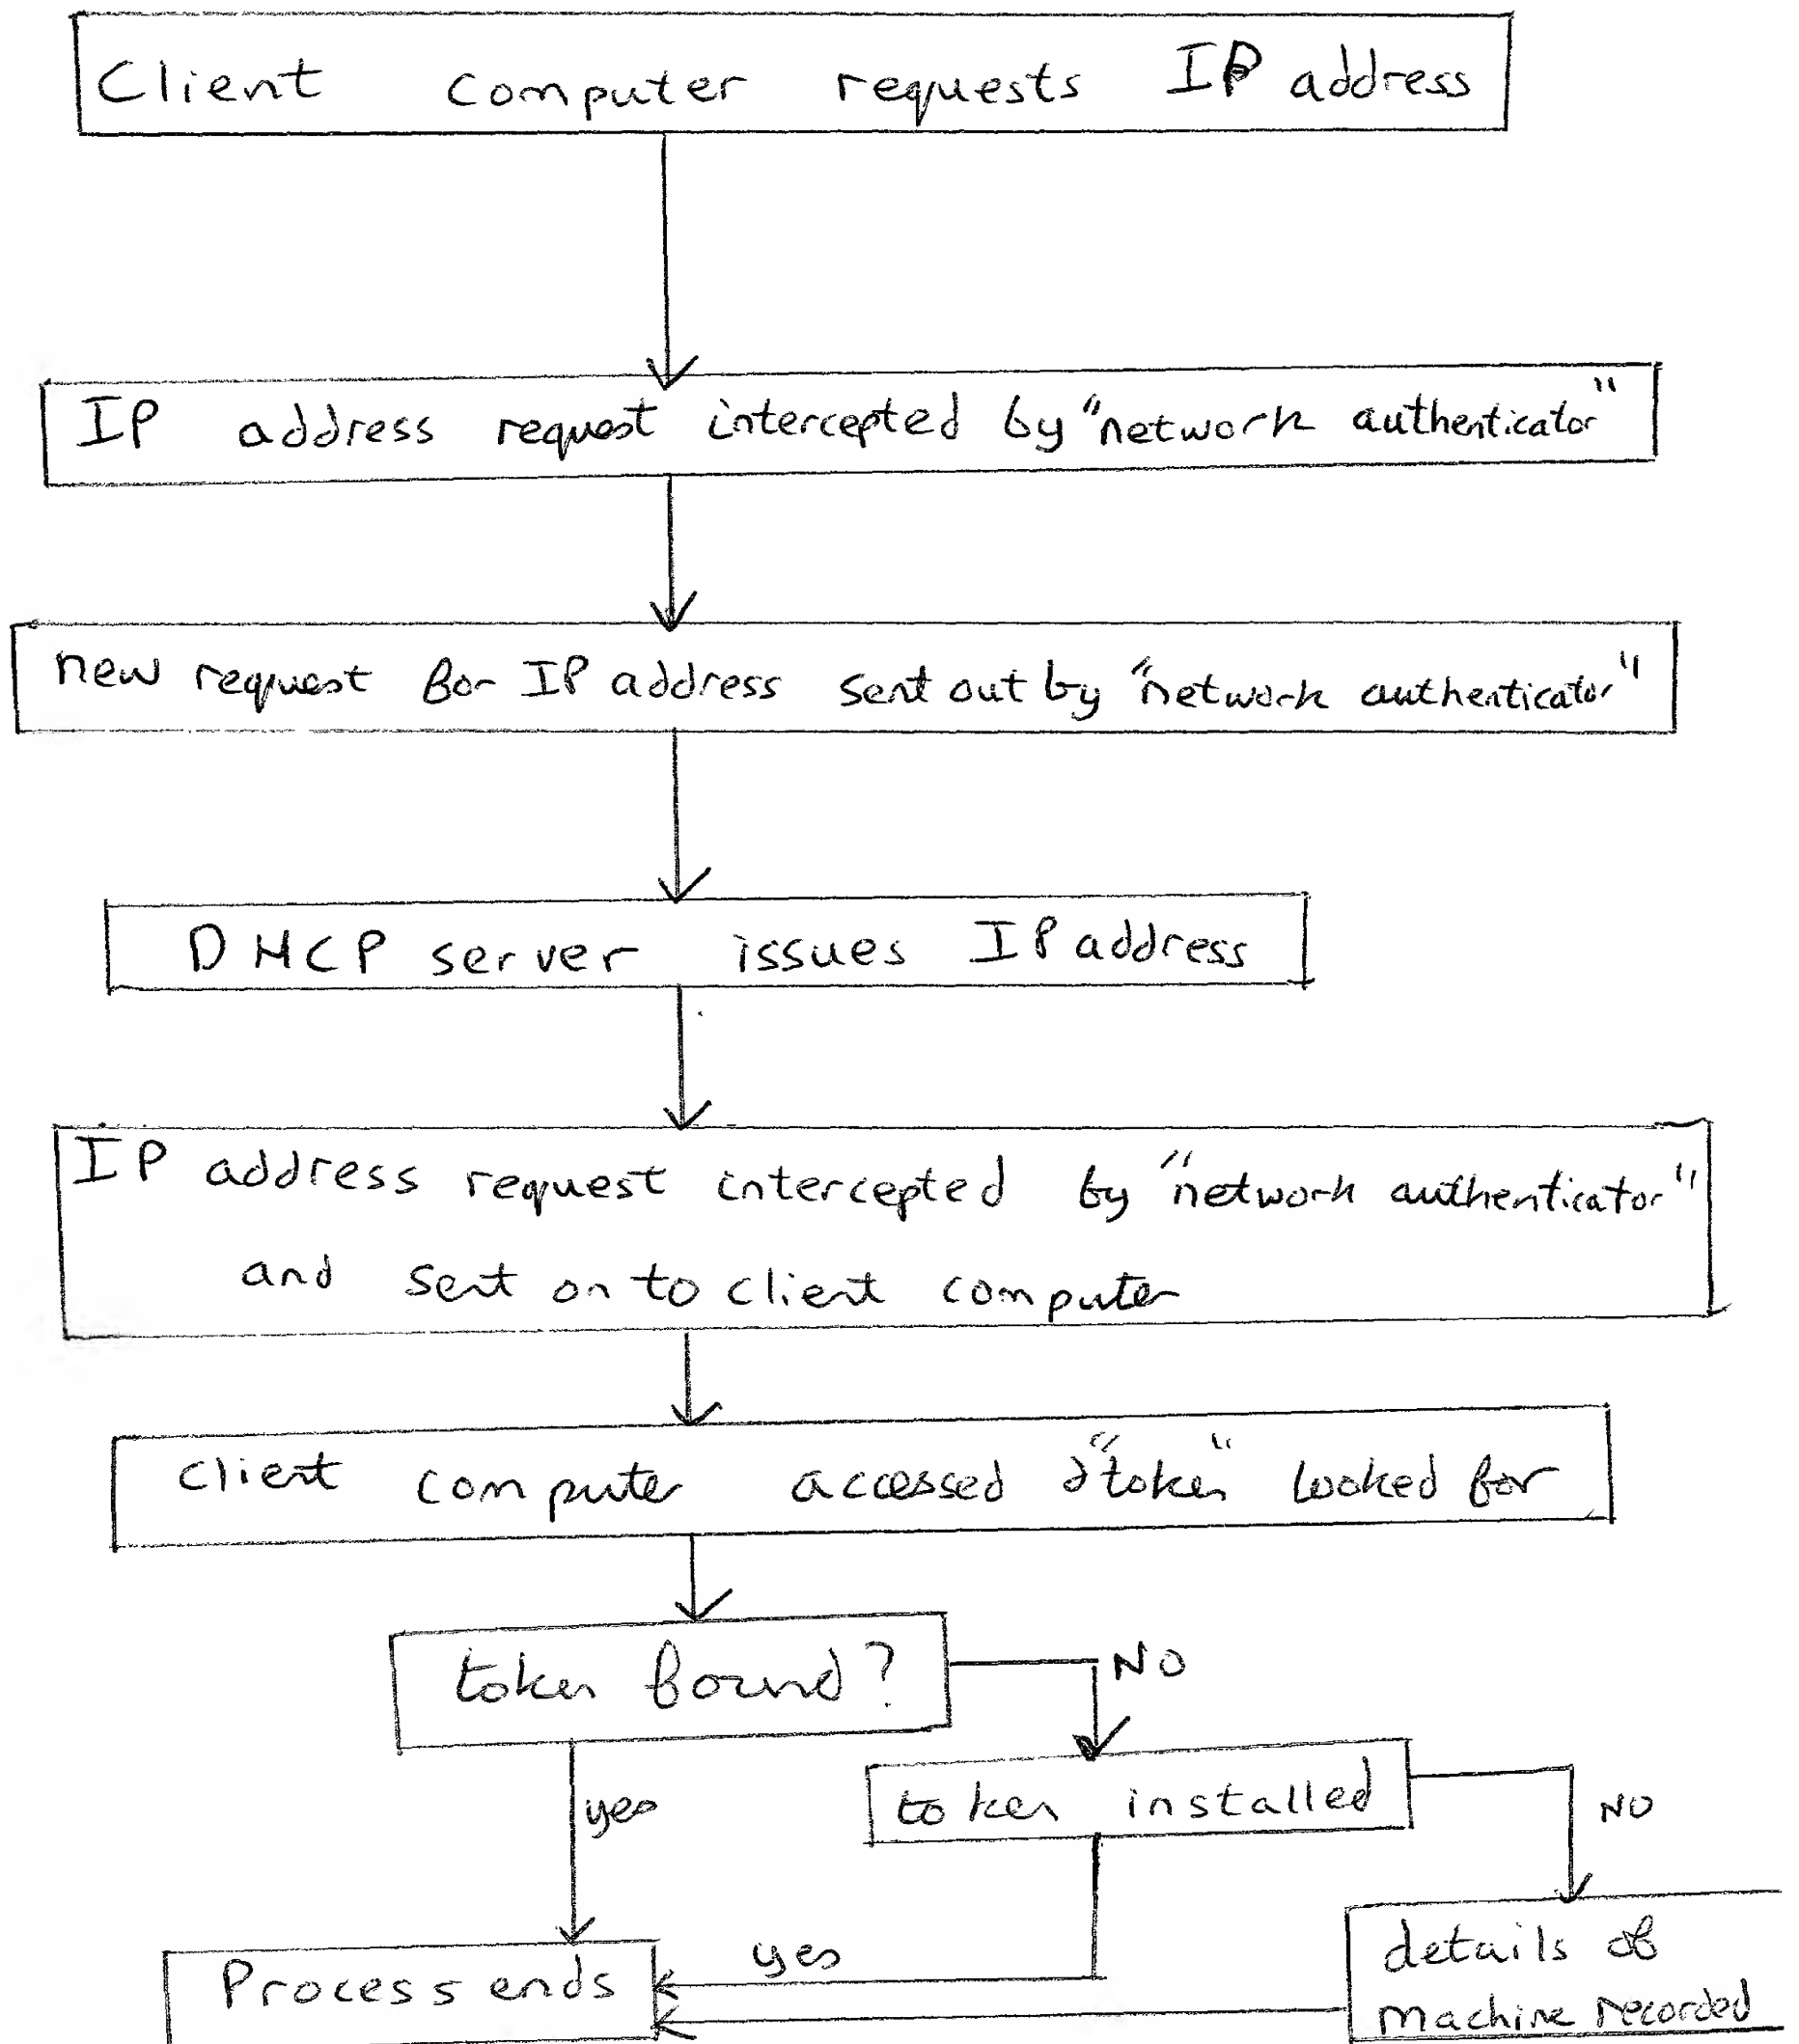 Client computer requests IP address
IP address request intercepted by "network authenticator"
new request for IP address sent out by "network authenticator"
DHCP server issues IP address
IP address request intercepted by "network authenticator"
and sent on to client computer
client computer accessed & "token" looked for
token found?
NO
yes
token installed
NO
yes
Process ends
details of
machine recorded